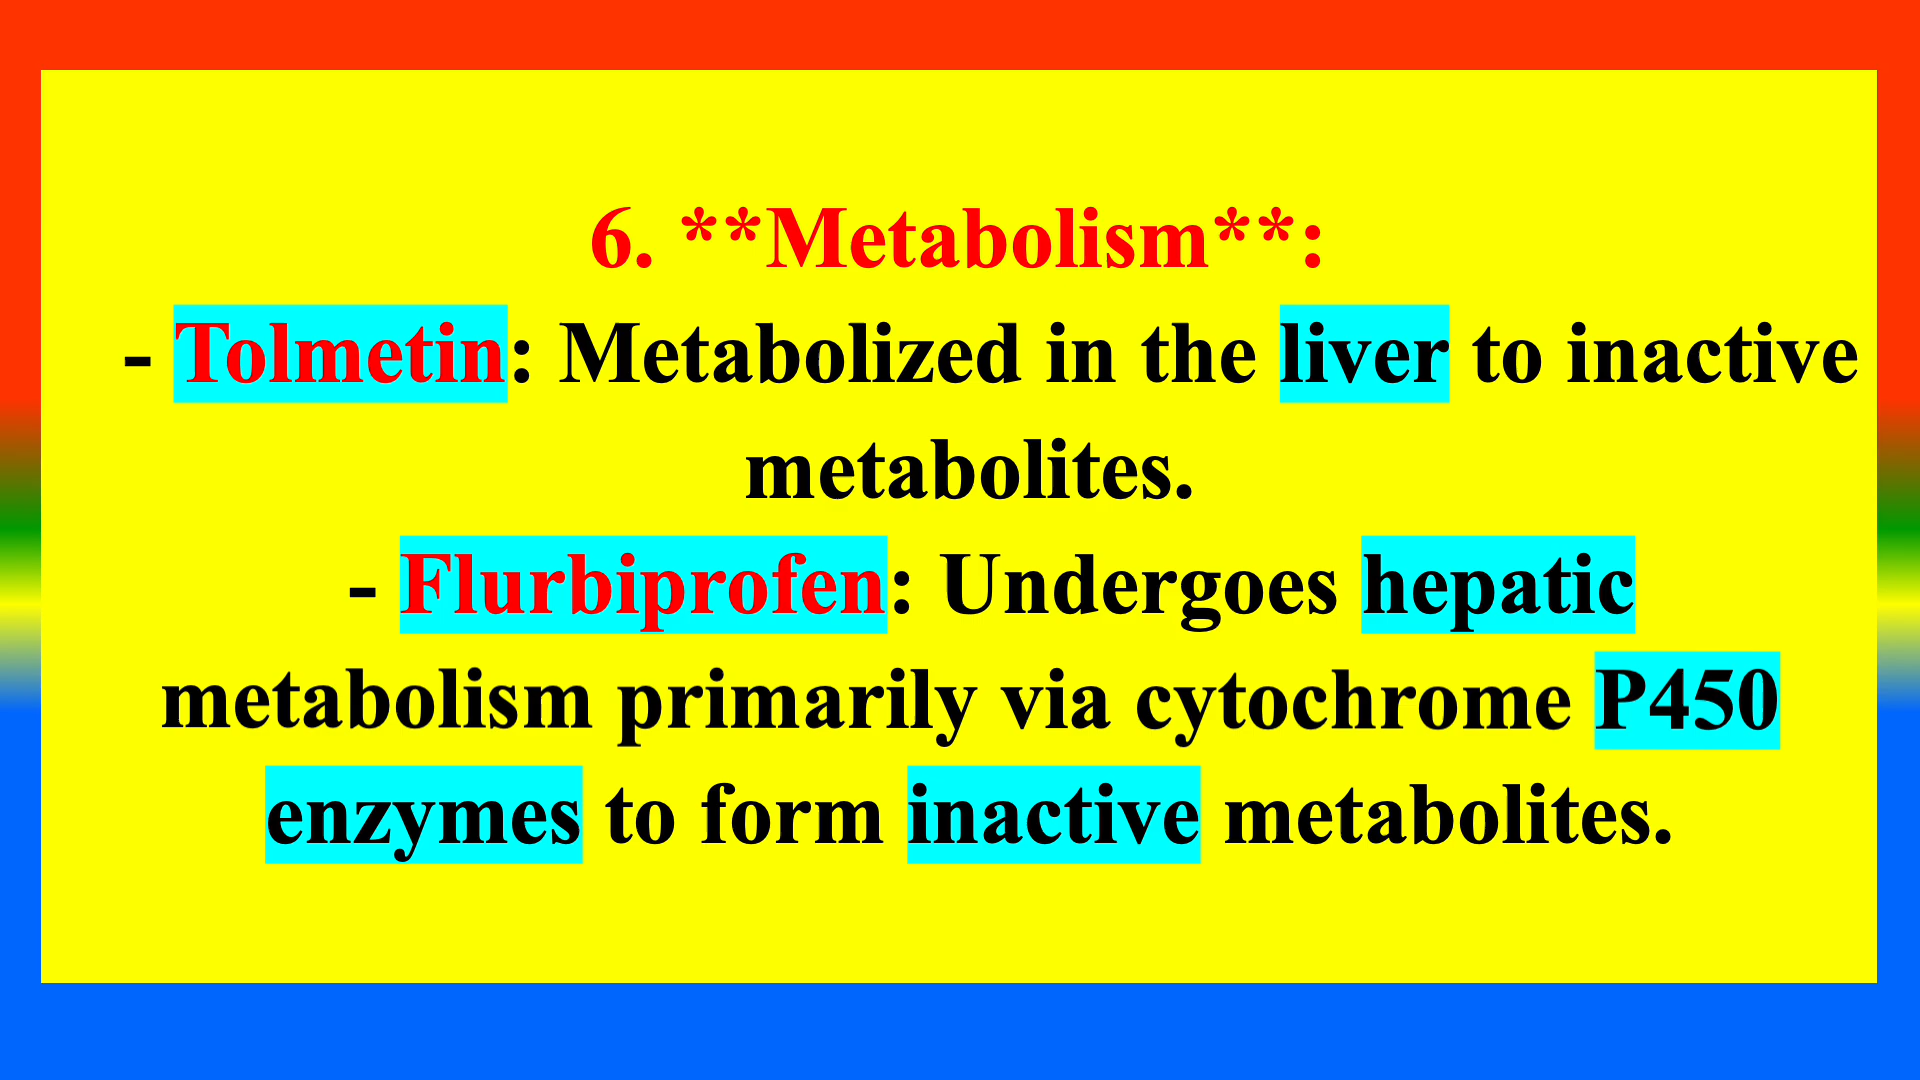 6. **Metabolism**:
- Tolmetin: Metabolized in the liver to inactive
metabolites.
- Flurbiprofen: Undergoes hepatic
metabolism primarily via cytochrome P450
enzymes to form inactive metabolites.